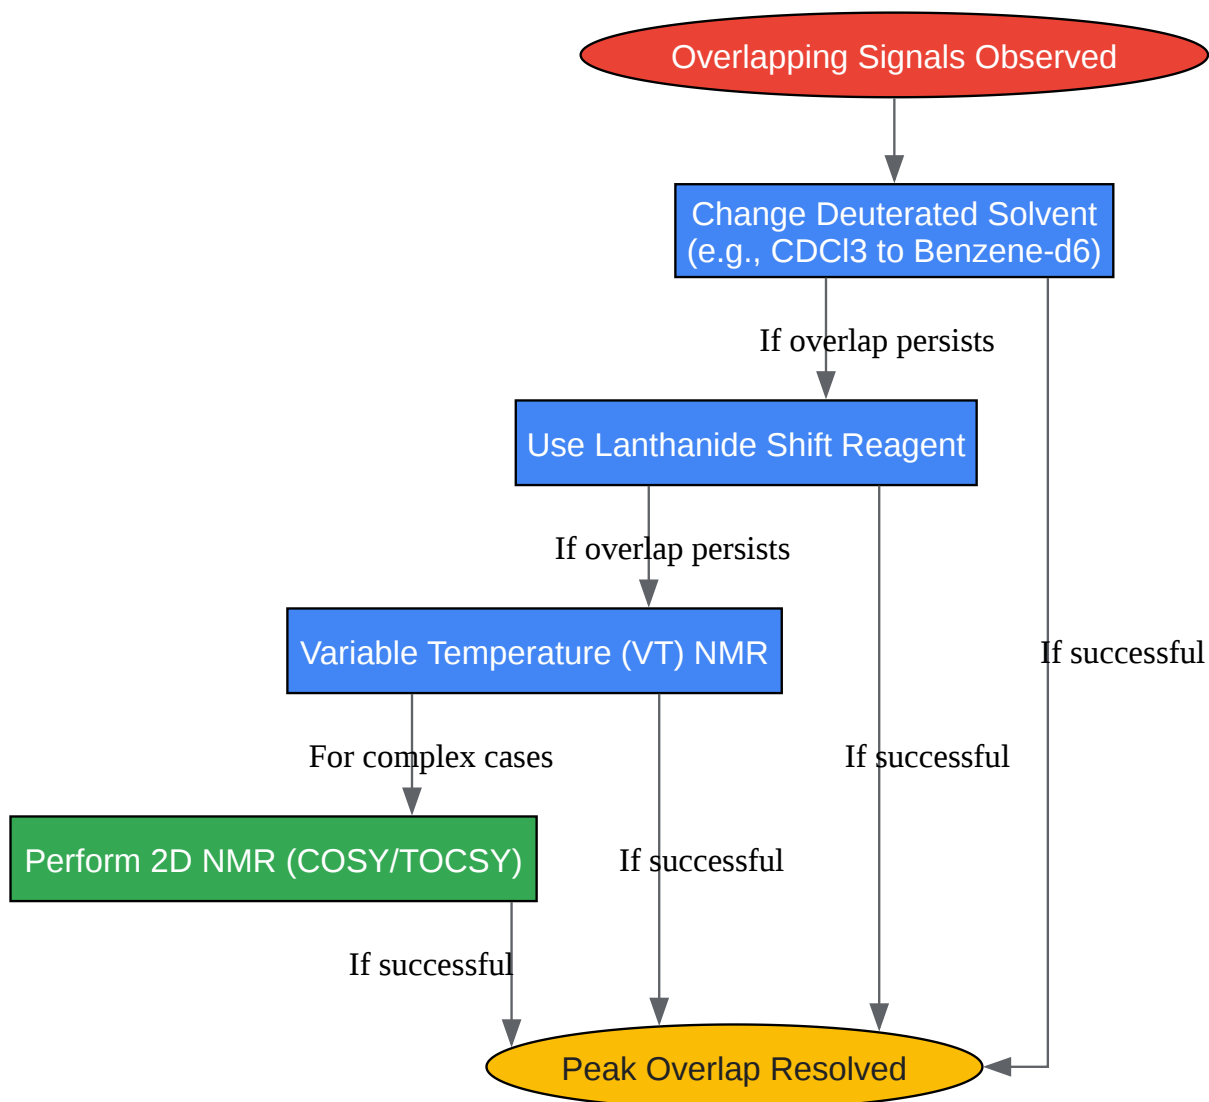 Overlapping Signals Observed
Change Deuterated Solvent
(e.g., CDCl3 to Benzene-d6)
If overlap persists
Use Lanthanide Shift Reagent
If overlap persists
Variable Temperature (VT) NMR
If successful
For complex cases
If successful
Perform 2D NMR (COSY/TOCSY)
If successful
If successful
Peak Overlap Resolved